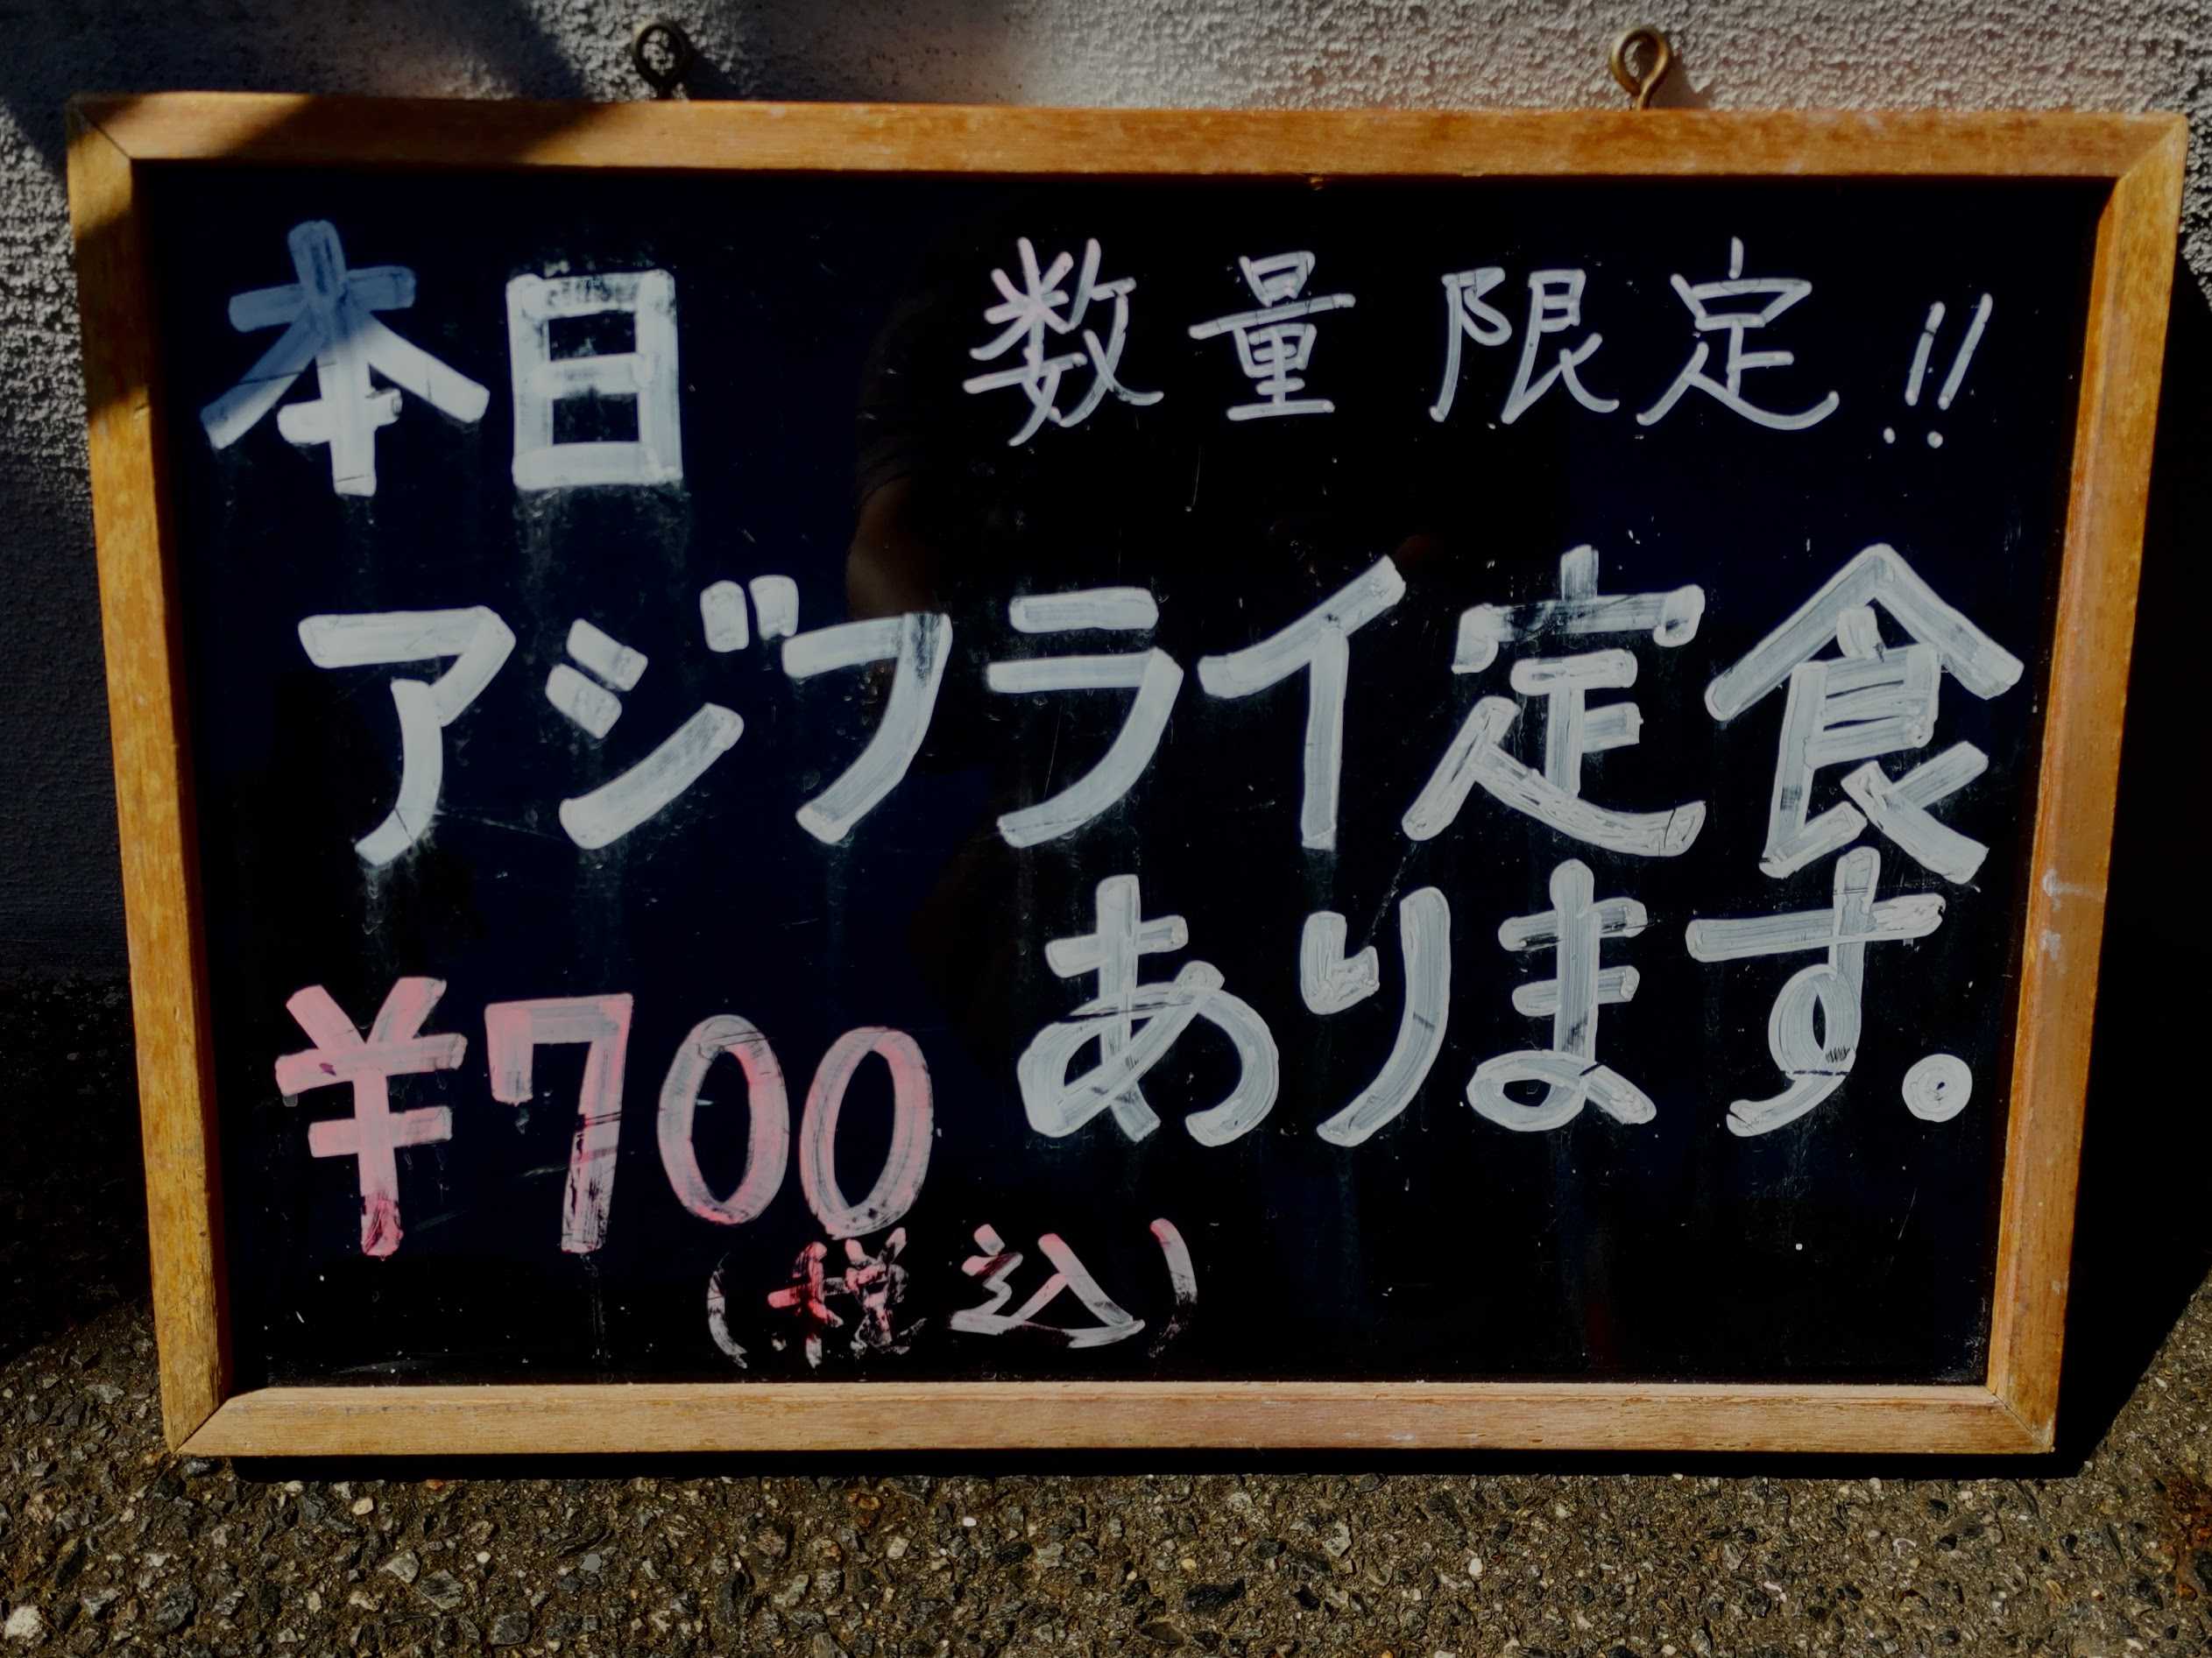 本日 数量限定!!
アジフライ定食
あります。
¥700
(税込)